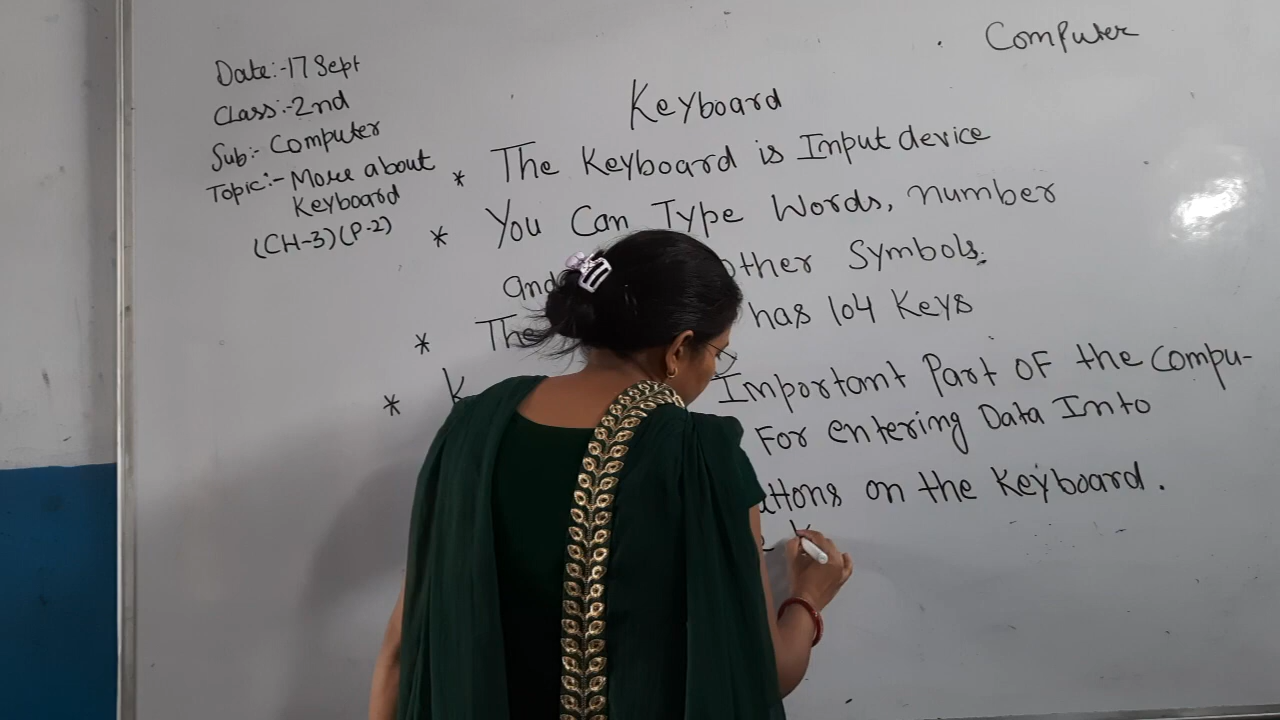 Computer
Date:-17 Sept
Class:-2nd
Sub:- Computer
Topic:- More about
Keyboard
(CH-3)(P-2)
Keyboard
* The Keyboard is Input device
* You Can Type Words, number
and other Symbols.
* The has 104 Keys
* Important Part of the Compu-
For entering Data Into
on the Keyboard.